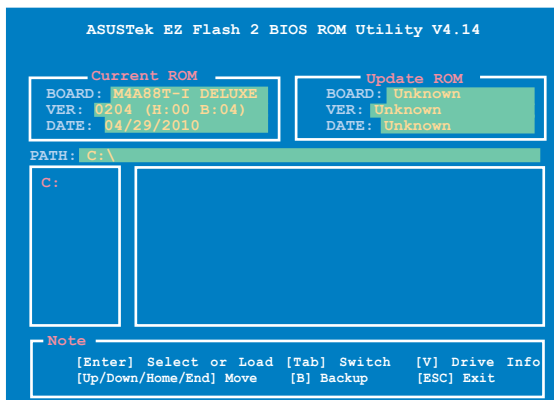 ASUSTek EZ Flash 2 BIOS ROM Utility V4.14
Current ROM
BOARD: M4A88T-I DELUXE
VER: 0204 (H:00 B:04)
DATE: 04/29/2010
Update ROM
BOARD: Unknown
VER: Unknown
DATE: Unknown
PATH: C:\
C:
Note
[Enter] Select or Load [Tab] Switch [V] Drive Info
[Up/Down/Home/End] Move [B] Backup [ESC] Exit